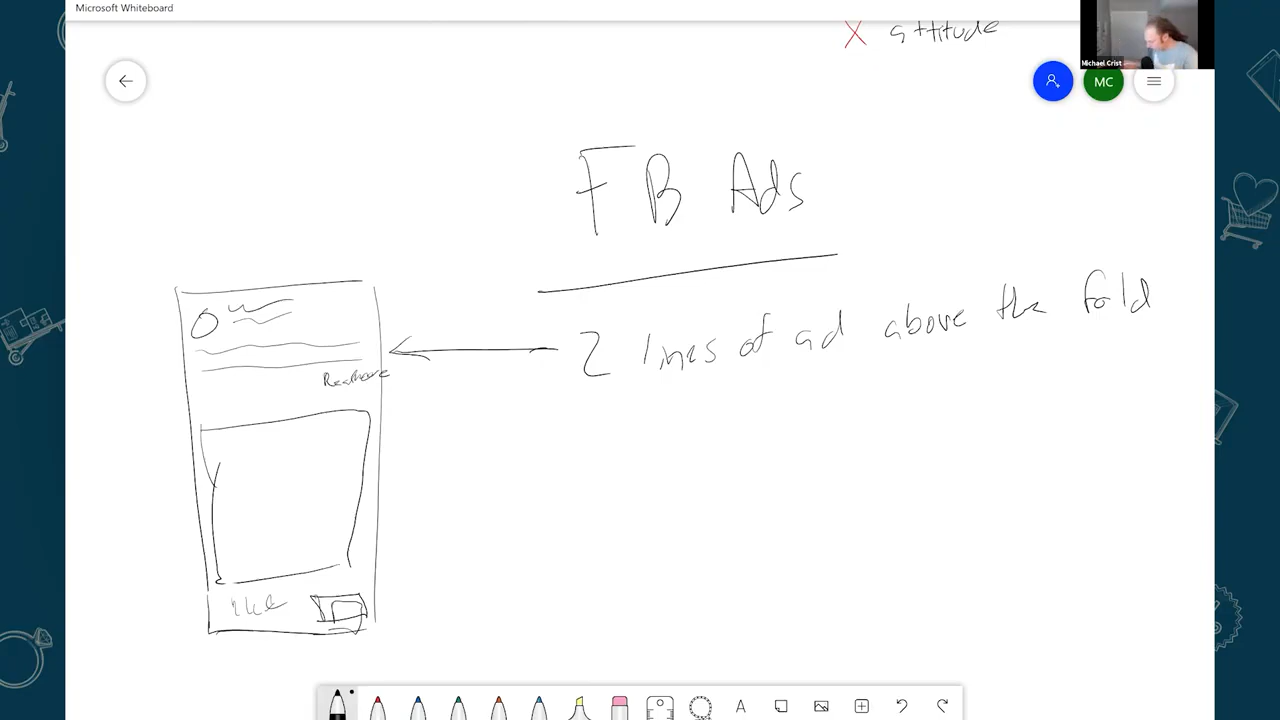 Microsoft Whiteboard
X attitude
Michael Crist
MC
FB Ads
2 lines of ad above the fold
Readmore
A